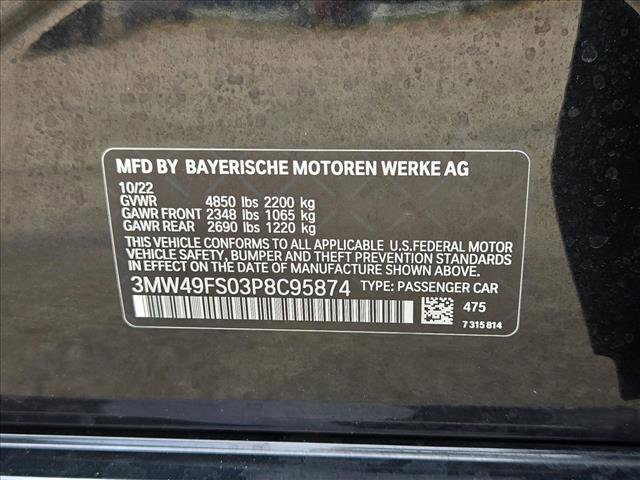 MFD BY BAYERISCHE MOTOREN WERKE AG
10/22
GVWR 4850 lbs 2200 kg
GAWR FRONT 2348 lbs 1065 kg
GAWR REAR 2690 lbs 1220 kg
THIS VEHICLE CONFORMS TO ALL APPLICABLE U.S.FEDERAL MOTOR
VEHICLE SAFETY, BUMPER, AND THEFT PREVENTION STANDARDS
IN EFFECT ON THE DATE OF MANUFACTURE SHOWN ABOVE.
3MW49FS03P8C95874 TYPE: PASSENGER CAR
475
7 315 814